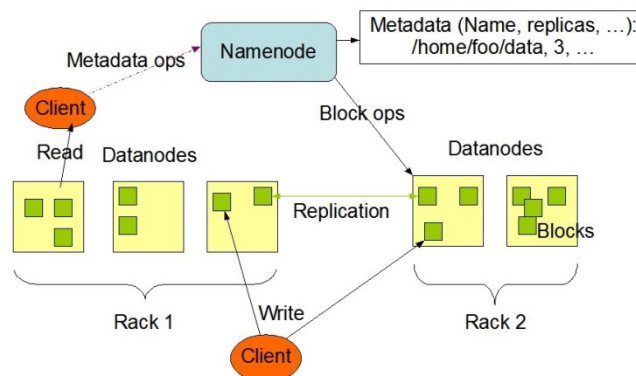 Metadata (Name, replicas, …):
/home/foo/data, 3, …
Namenode
Metadata ops
Client
Block ops
Read
Datanodes
Datanodes
Replication
Blocks
Rack 1
Write
Rack 2
Client